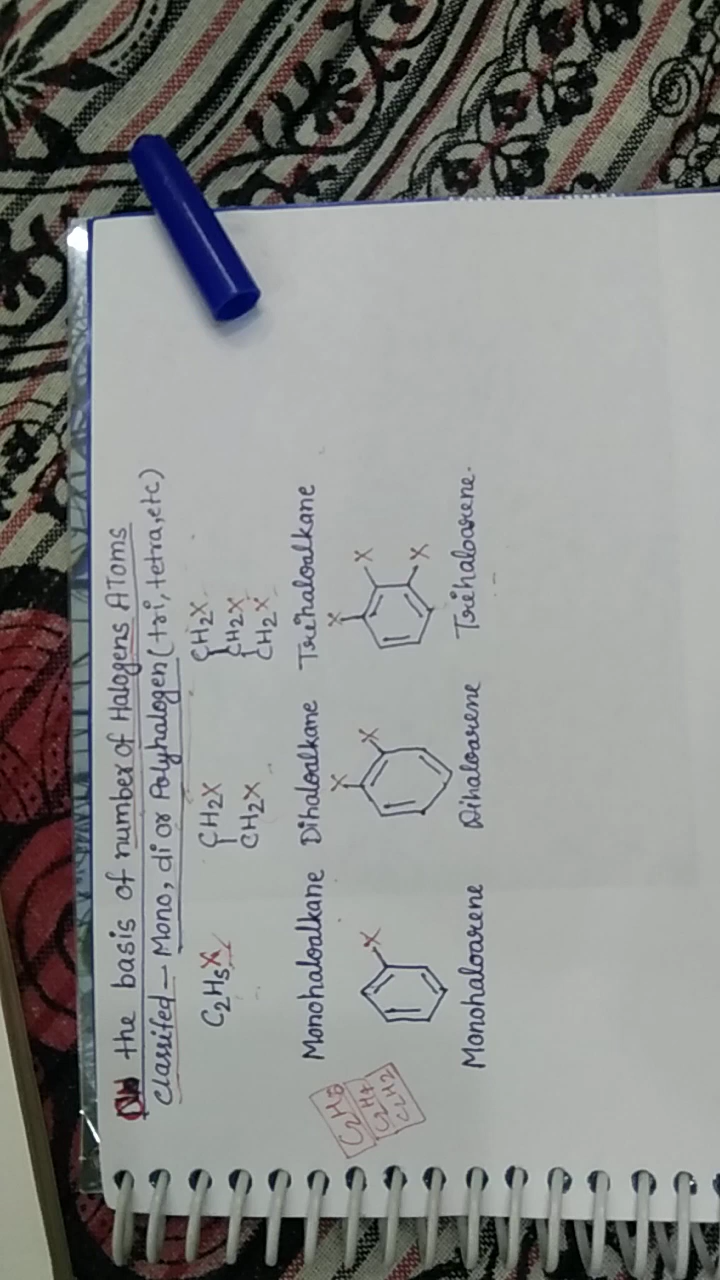 On the basis of number of Halogens AToms
Classified — Mono, di or Polyhalogen (tri, tetra, etc)
C2H5X
CH2X
CH2X
CH2X
CH2X
CH2X
Monohaloalkane Dihaloalkane Trihaloalkane
C2H5
C2H4
C2H2
X
X X
X X X
Monohaloarene Dihaloarene Trihaloarene.